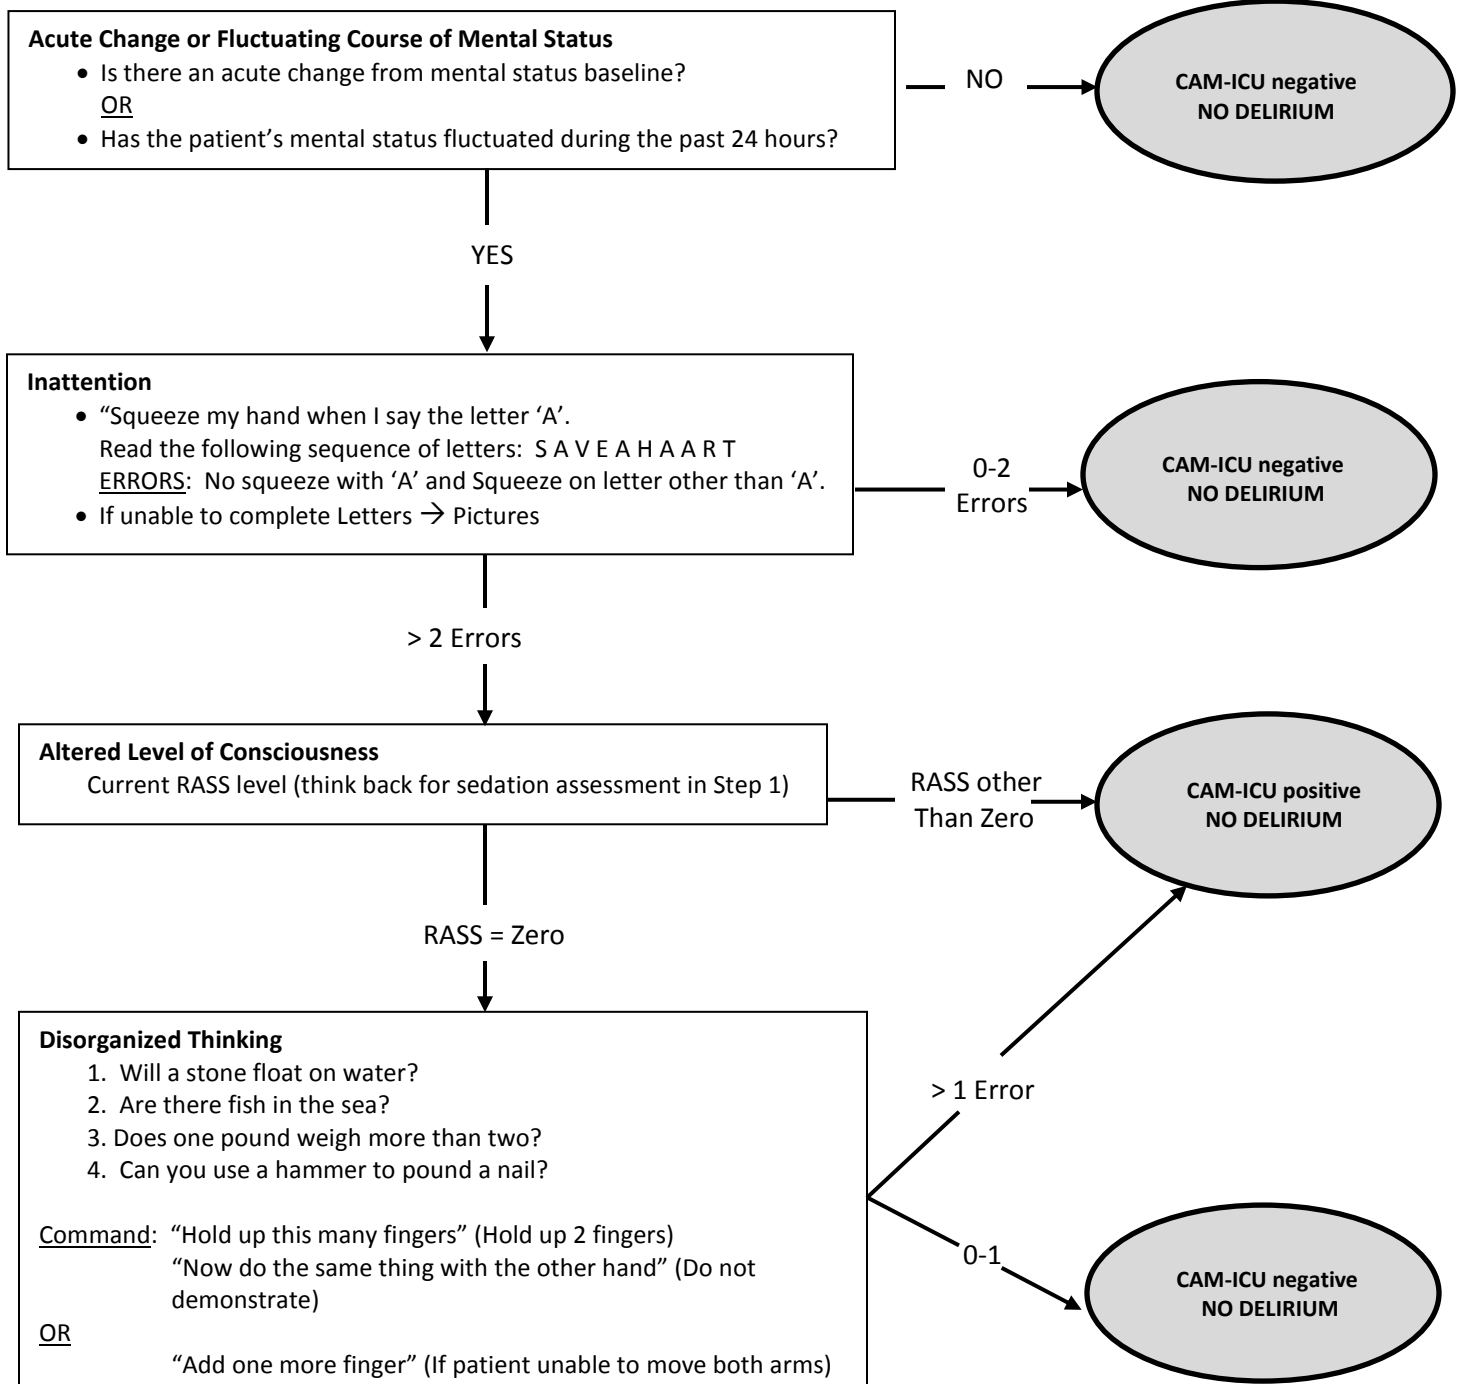 Acute Change or Fluctuating Course of Mental Status
• Is there an acute change from mental status baseline?
OR
• Has the patient's mental status fluctuated during the past 24 hours?
NO
CAM-ICU negative
NO DELIRIUM
YES
Inattention
• “Squeeze my hand when I say the letter ‘A’.
Read the following sequence of letters: S A V E A H A A R T
ERRORS: No squeeze with ‘A’ and Squeeze on letter other than ‘A’.
• If unable to complete Letters → Pictures
0-2
Errors
CAM-ICU negative
NO DELIRIUM
> 2 Errors
Altered Level of Consciousness
Current RASS level (think back for sedation assessment in Step 1)
RASS other
Than Zero
CAM-ICU positive
NO DELIRIUM
RASS = Zero
Disorganized Thinking
1. Will a stone float on water?
2. Are there fish in the sea?
3. Does one pound weigh more than two?
4. Can you use a hammer to pound a nail?
Command: “Hold up this many fingers” (Hold up 2 fingers)
“Now do the same thing with the other hand” (Do not
demonstrate)
OR
“Add one more finger” (If patient unable to move both arms)
> 1 Error
0-1
CAM-ICU negative
NO DELIRIUM